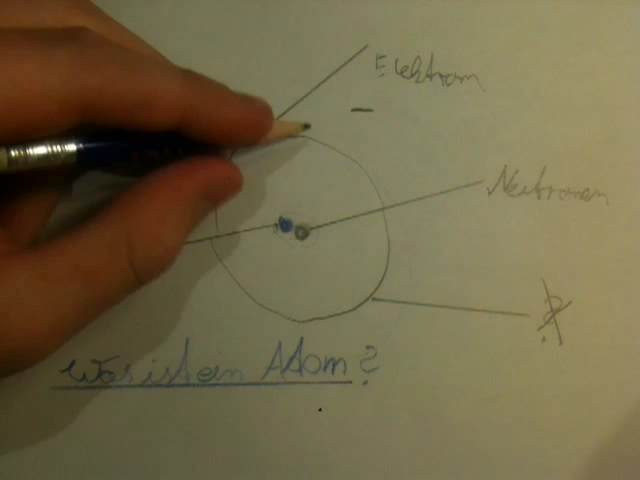 Elektron
−
Neutronen
?
Was ist ein Atom?